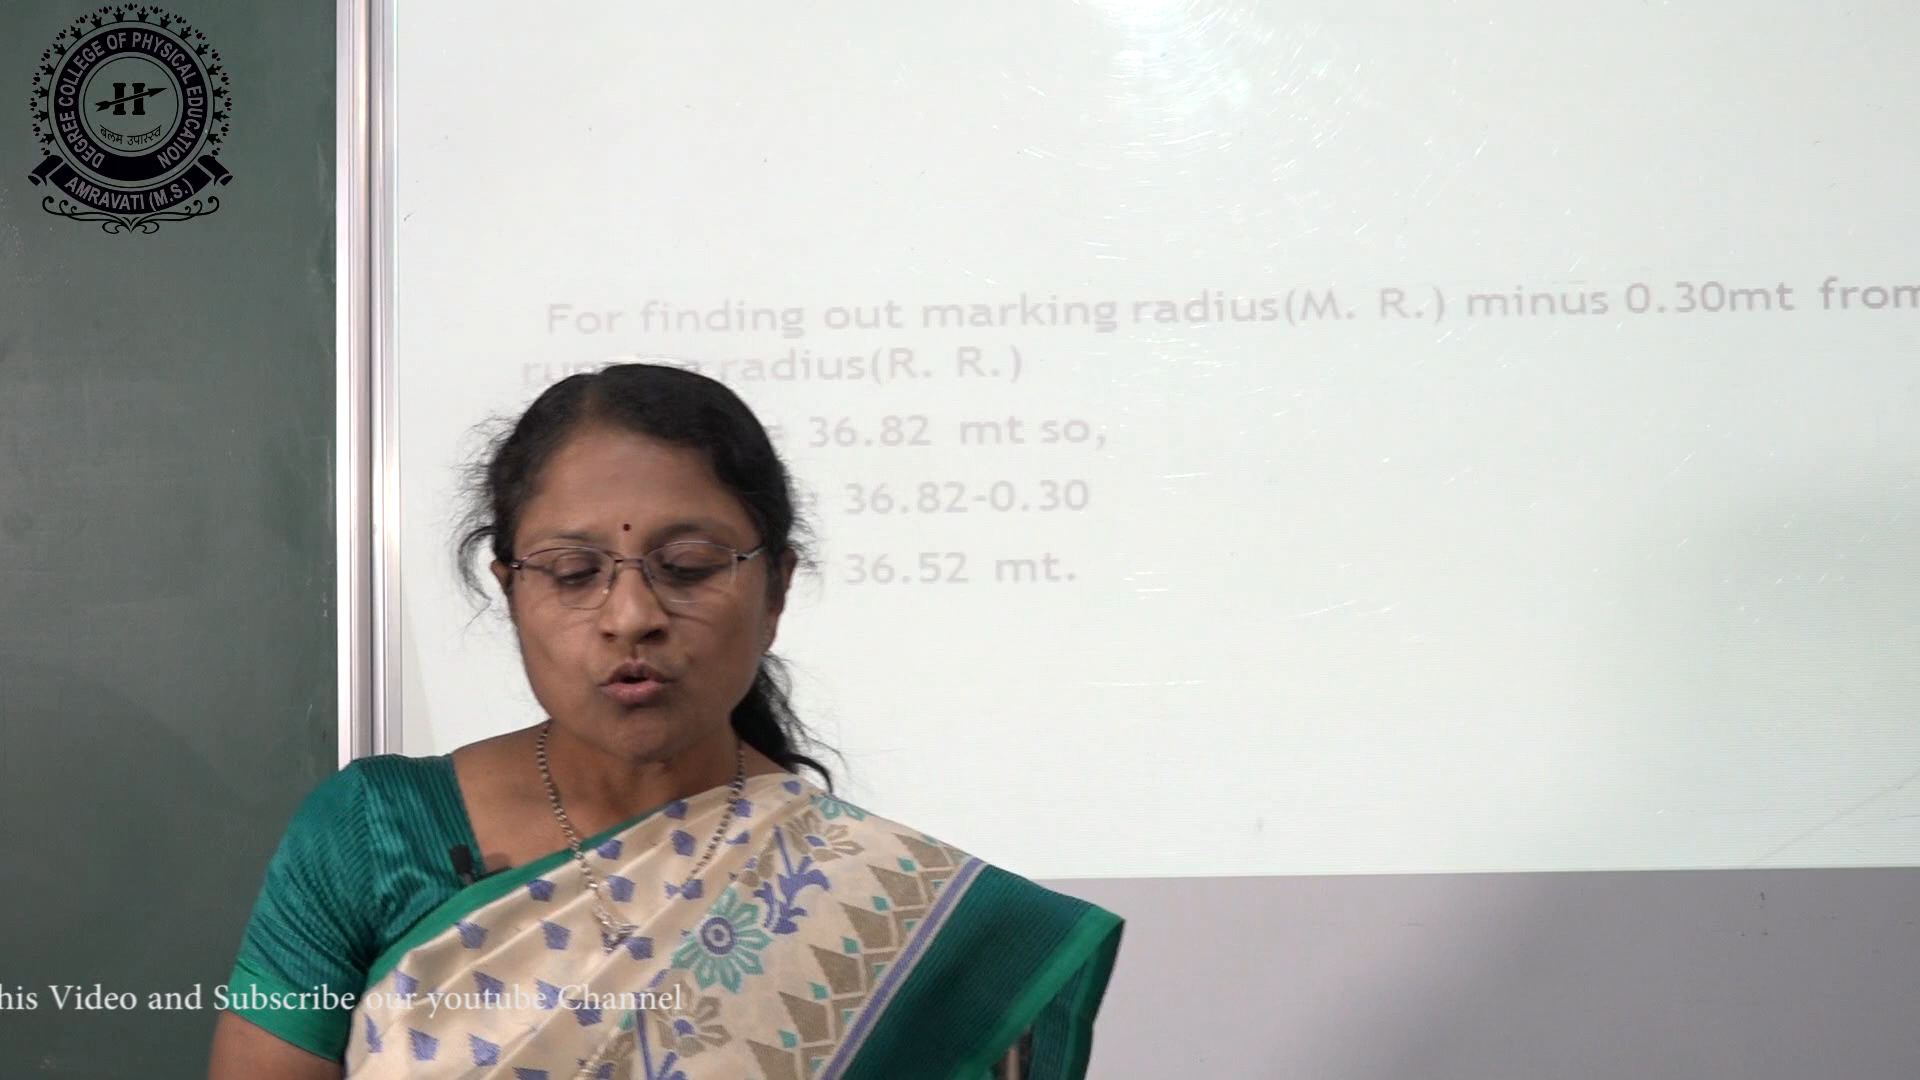 DEGREE COLLEGE OF PHYSICAL EDUCATION
H
बलम उपास्स्व
AMRAVATI (M.S.)
For finding out marking radius(M. R.) minus 0.30mt from
radius(R. R.)
= 36.82 mt so,
36.82-0.30
36.52 mt.
his Video and Subscribe our youtube Channel